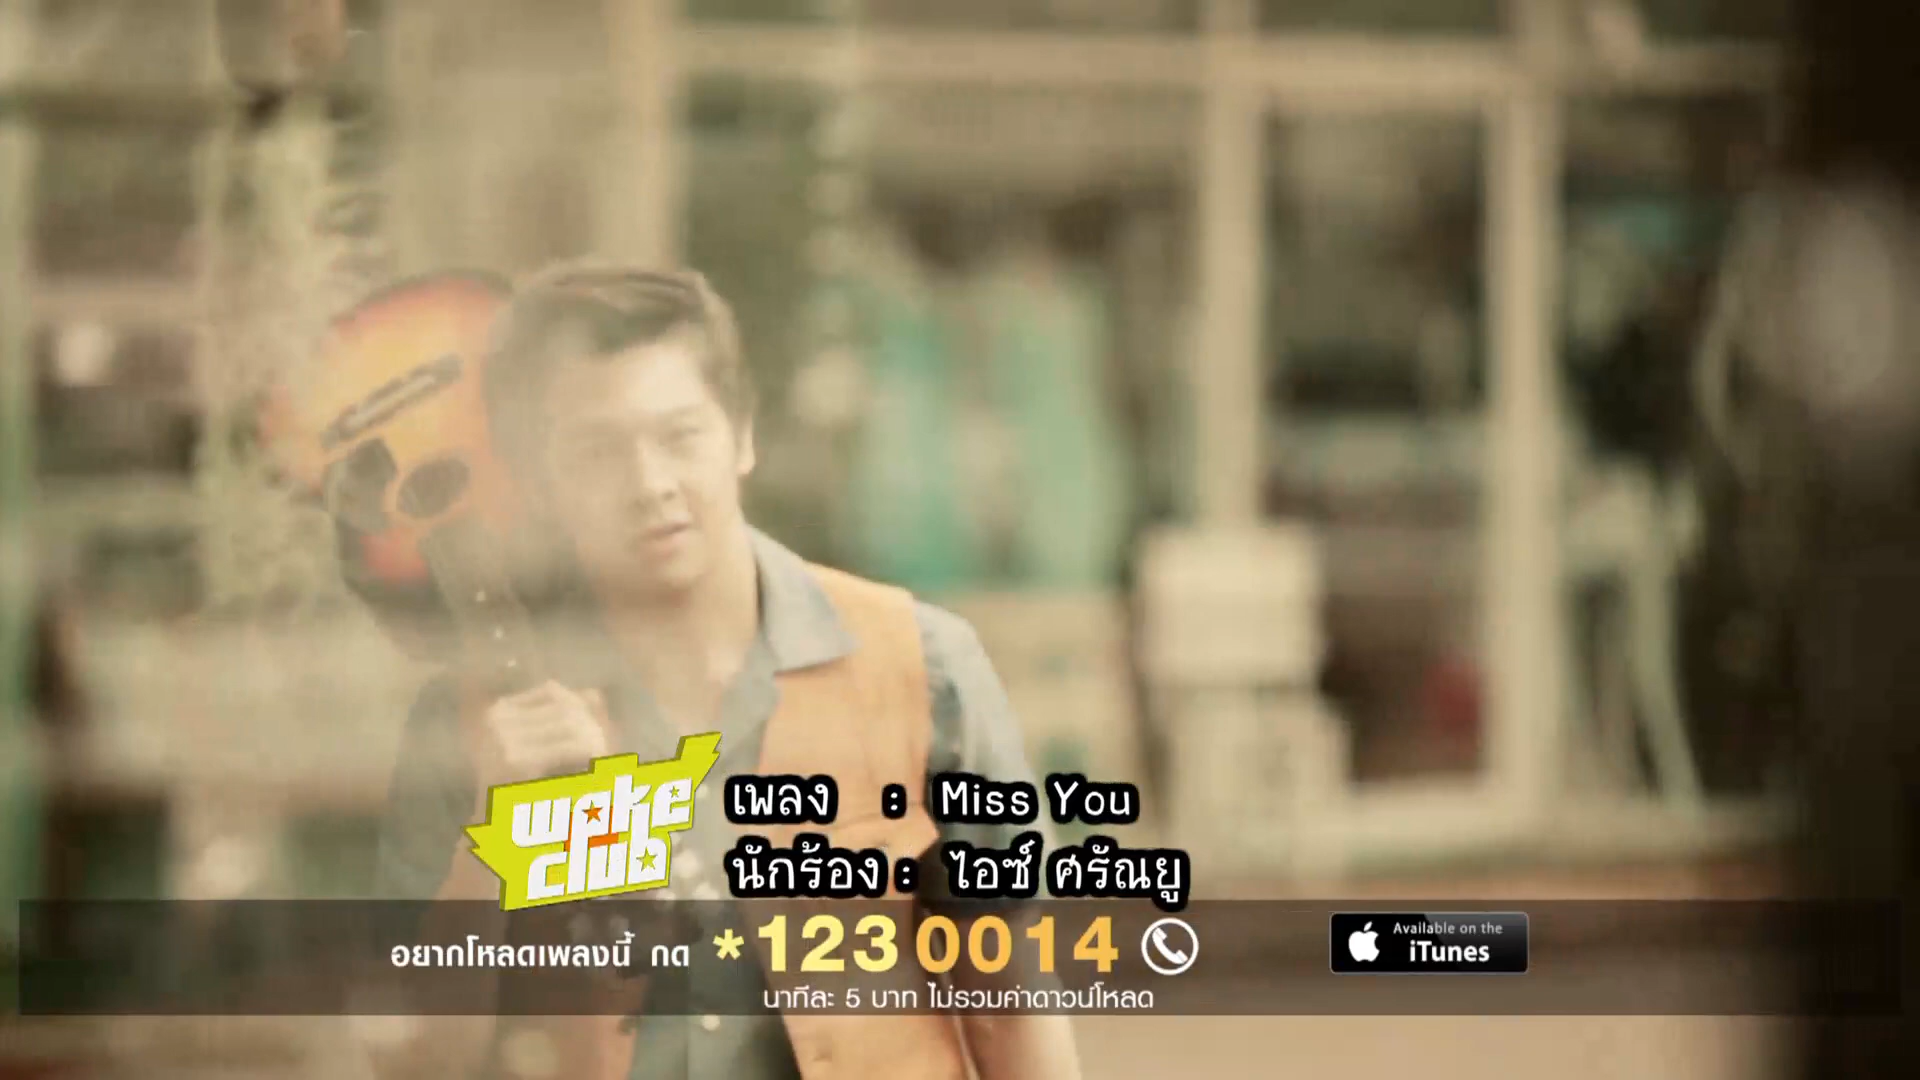 wake club
เพลง : Miss You
นักร้อง : ไอซ์ ศรัณยู
อยากโหลดเพลงนี้ กด *1230014
Available on the iTunes
นาทีละ 5 บาท ไม่รวมค่าดาวน์โหลด